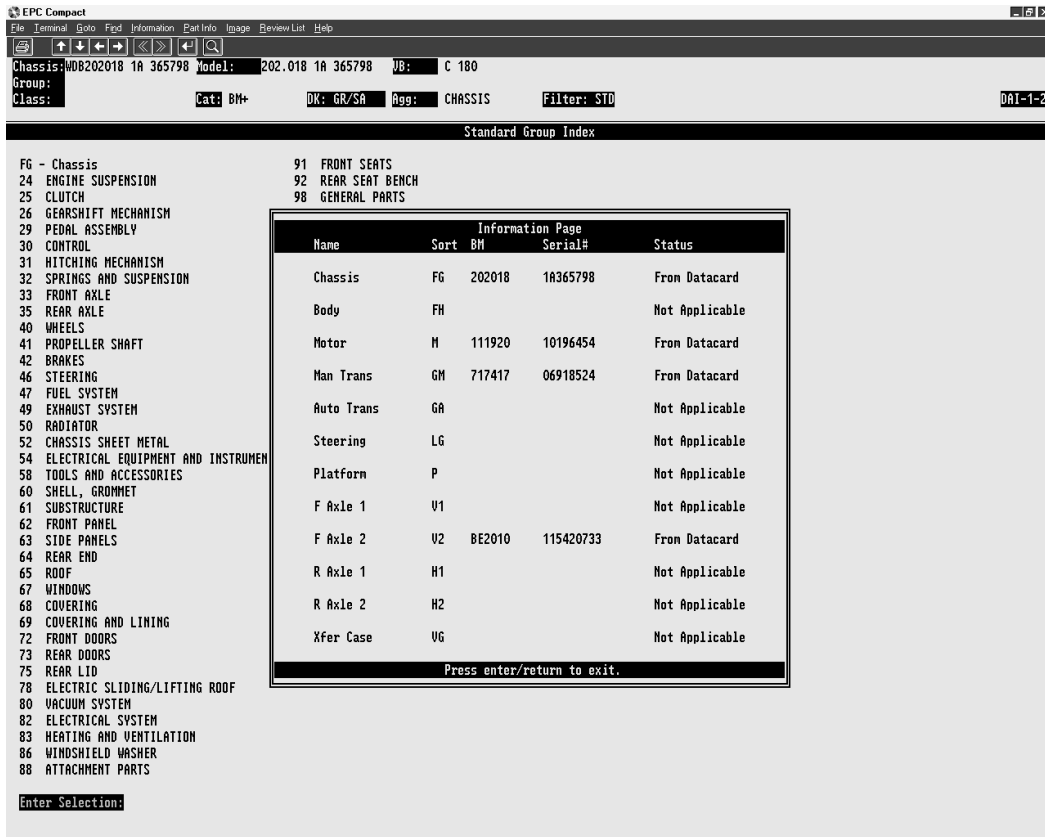 EPC Compact
File Terminal Goto Find Information Part Info Image Review List Help
Chassis:WDB202018 1A 365798 Model: 202.018 1A 365798 VB: C 180
Group:
Class: Cat: BM+ DK: GR/SA Agg: CHASSIS Filter: STD DAI-1-2
Standard Group Index
FG - Chassis
24 ENGINE SUSPENSION
25 CLUTCH
26 GEARSHIFT MECHANISM
29 PEDAL ASSEMBLY
30 CONTROL
31 HITCHING MECHANISM
32 SPRINGS AND SUSPENSION
33 FRONT AXLE
35 REAR AXLE
40 WHEELS
41 PROPELLER SHAFT
42 BRAKES
46 STEERING
47 FUEL SYSTEM
49 EXHAUST SYSTEM
50 RADIATOR
52 CHASSIS SHEET METAL
54 ELECTRICAL EQUIPMENT AND INSTRUMEN
58 TOOLS AND ACCESSORIES
60 SHELL, GROMMET
61 SUBSTRUCTURE
62 FRONT PANEL
63 SIDE PANELS
64 REAR END
65 ROOF
67 WINDOWS
68 COVERING
69 COVERING AND LINING
72 FRONT DOORS
73 REAR DOORS
75 REAR LID
78 ELECTRIC SLIDING/LIFTING ROOF
80 VACUUM SYSTEM
82 ELECTRICAL SYSTEM
83 HEATING AND VENTILATION
86 WINDSHIELD WASHER
88 ATTACHMENT PARTS
91 FRONT SEATS
92 REAR SEAT BENCH
98 GENERAL PARTS
Information Page
Name Sort BM Serial# Status
Chassis FG 202018 1A365798 From Datacard
Body FH Not Applicable
Motor M 111920 10196454 From Datacard
Man Trans GM 717417 06918524 From Datacard
Auto Trans GA Not Applicable
Steering LG Not Applicable
Platform P Not Applicable
F Axle 1 V1 Not Applicable
F Axle 2 V2 BE2010 115420733 From Datacard
R Axle 1 H1 Not Applicable
R Axle 2 H2 Not Applicable
Xfer Case VG Not Applicable
Press enter/return to exit.
Enter Selection: